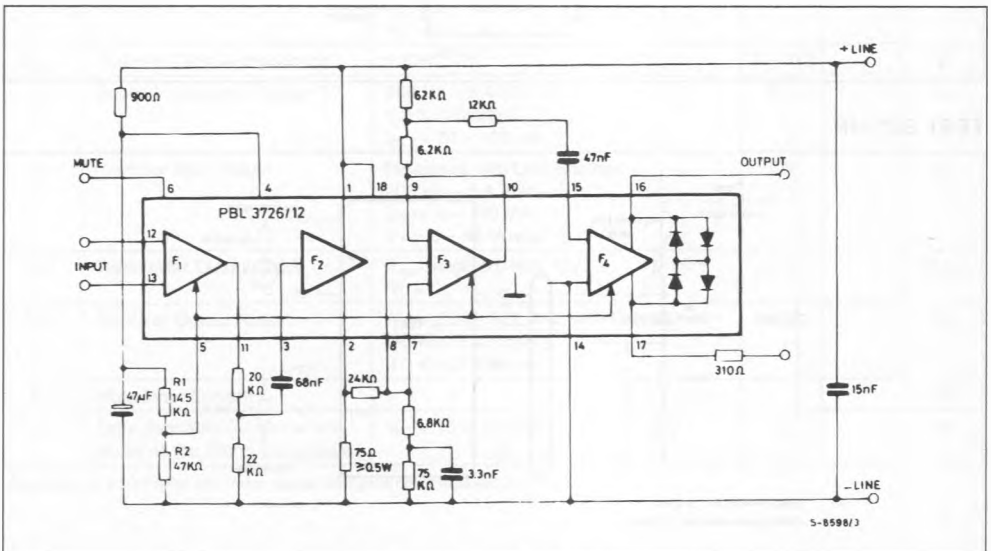 + LINE
900Ω
62KΩ
12KΩ
6.2KΩ
47nF
MUTE
OUTPUT
6
4
1
18
9
10
15
16
PBL 3726/12
12
13
INPUT
F1
F2
F3
F4
5
11
3
2
8
7
14
17
310Ω
47µF
R1
145
KΩ
R2
47KΩ
20
KΩ
22
KΩ
68nF
24KΩ
75Ω
≥0.5W
6.8KΩ
75
KΩ
3.3nF
15nF
- LINE
S-8598/3